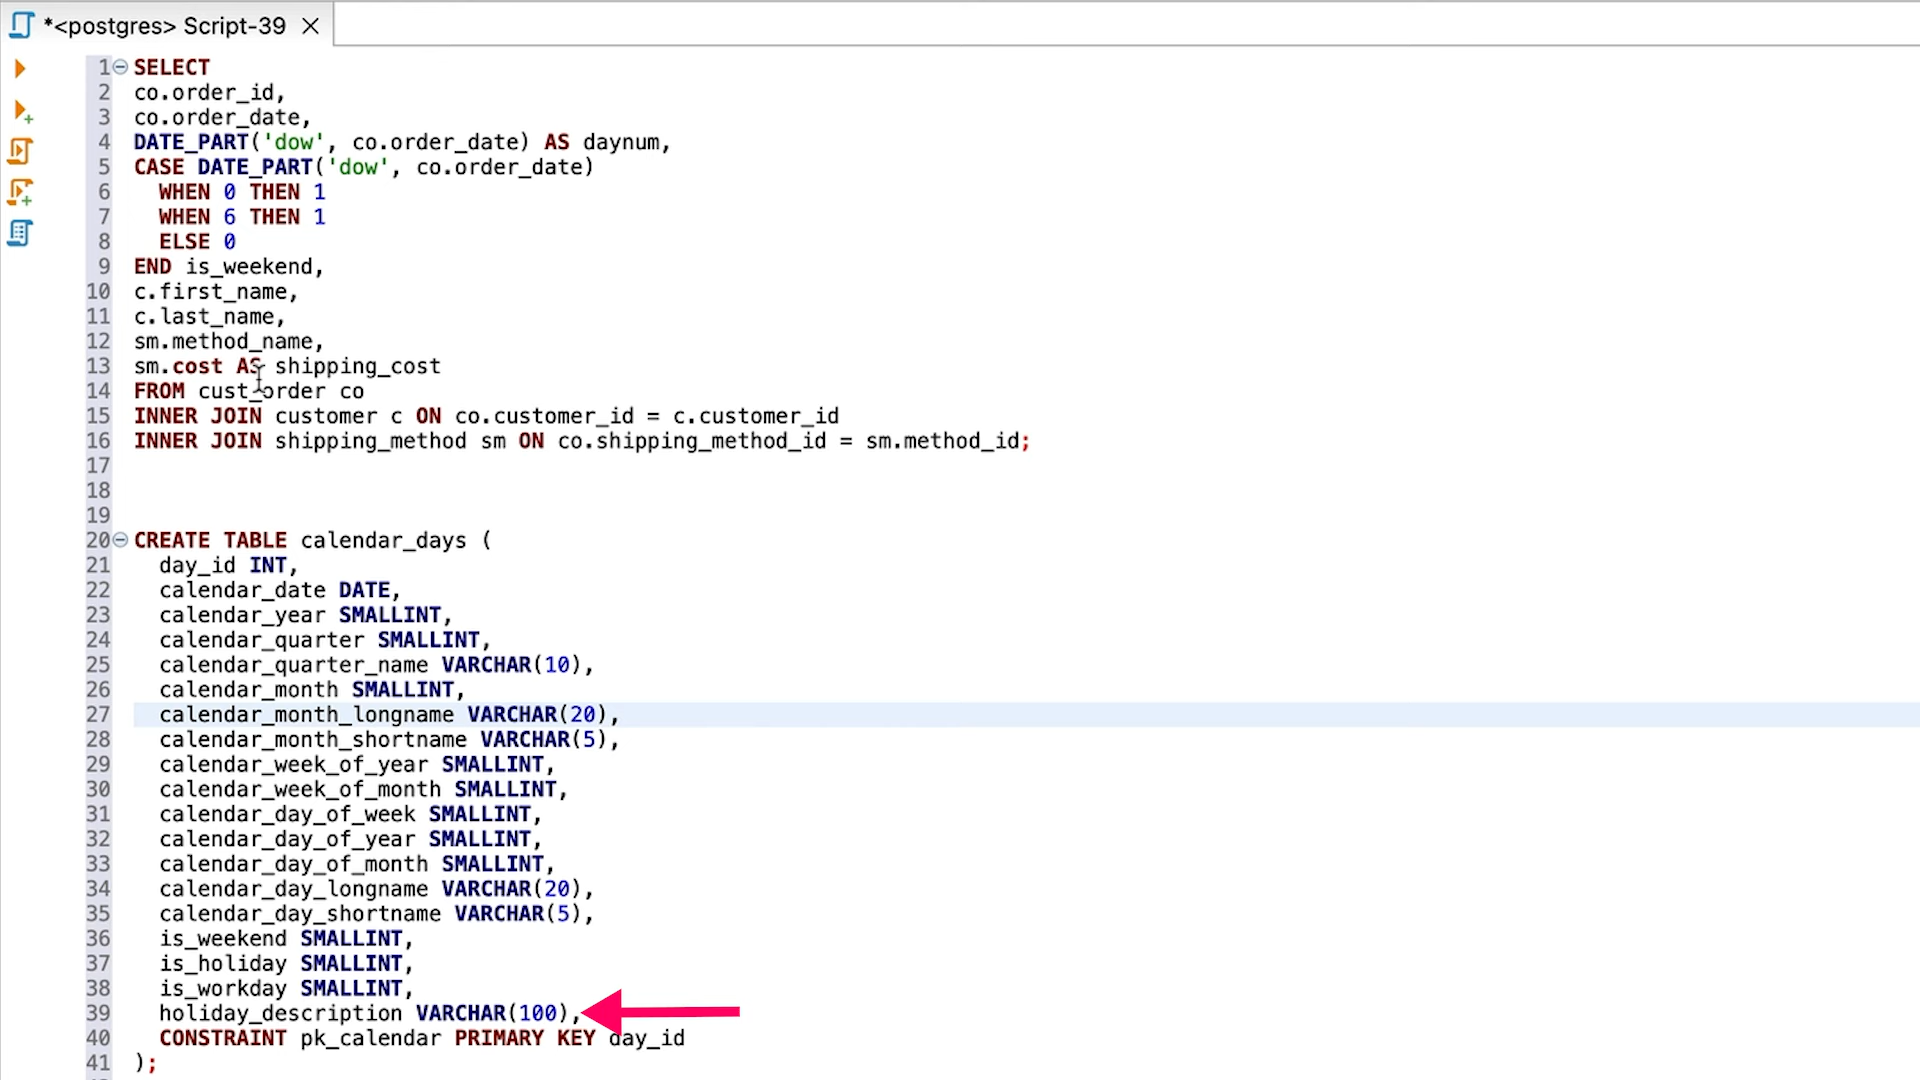 *<postgres> Script-39
1 SELECT
2 co.order_id,
3 co.order_date,
4 DATE_PART('dow', co.order_date) AS daynum,
5 CASE DATE_PART('dow', co.order_date)
6   WHEN 0 THEN 1
7   WHEN 6 THEN 1
8   ELSE 0
9 END is_weekend,
10 c.first_name,
11 c.last_name,
12 sm.method_name,
13 sm.cost AS shipping_cost
14 FROM cust_order co
15 INNER JOIN customer c ON co.customer_id = c.customer_id
16 INNER JOIN shipping_method sm ON co.shipping_method_id = sm.method_id;
17
18
19
20 CREATE TABLE calendar_days (
21   day_id INT,
22   calendar_date DATE,
23   calendar_year SMALLINT,
24   calendar_quarter SMALLINT,
25   calendar_quarter_name VARCHAR(10),
26   calendar_month SMALLINT,
27   calendar_month_longname VARCHAR(20),
28   calendar_month_shortname VARCHAR(5),
29   calendar_week_of_year SMALLINT,
30   calendar_week_of_month SMALLINT,
31   calendar_day_of_week SMALLINT,
32   calendar_day_of_year SMALLINT,
33   calendar_day_of_month SMALLINT,
34   calendar_day_longname VARCHAR(20),
35   calendar_day_shortname VARCHAR(5),
36   is_weekend SMALLINT,
37   is_holiday SMALLINT,
38   is_workday SMALLINT,
39   holiday_description VARCHAR(100),
40   CONSTRAINT pk_calendar PRIMARY KEY day_id
41 );